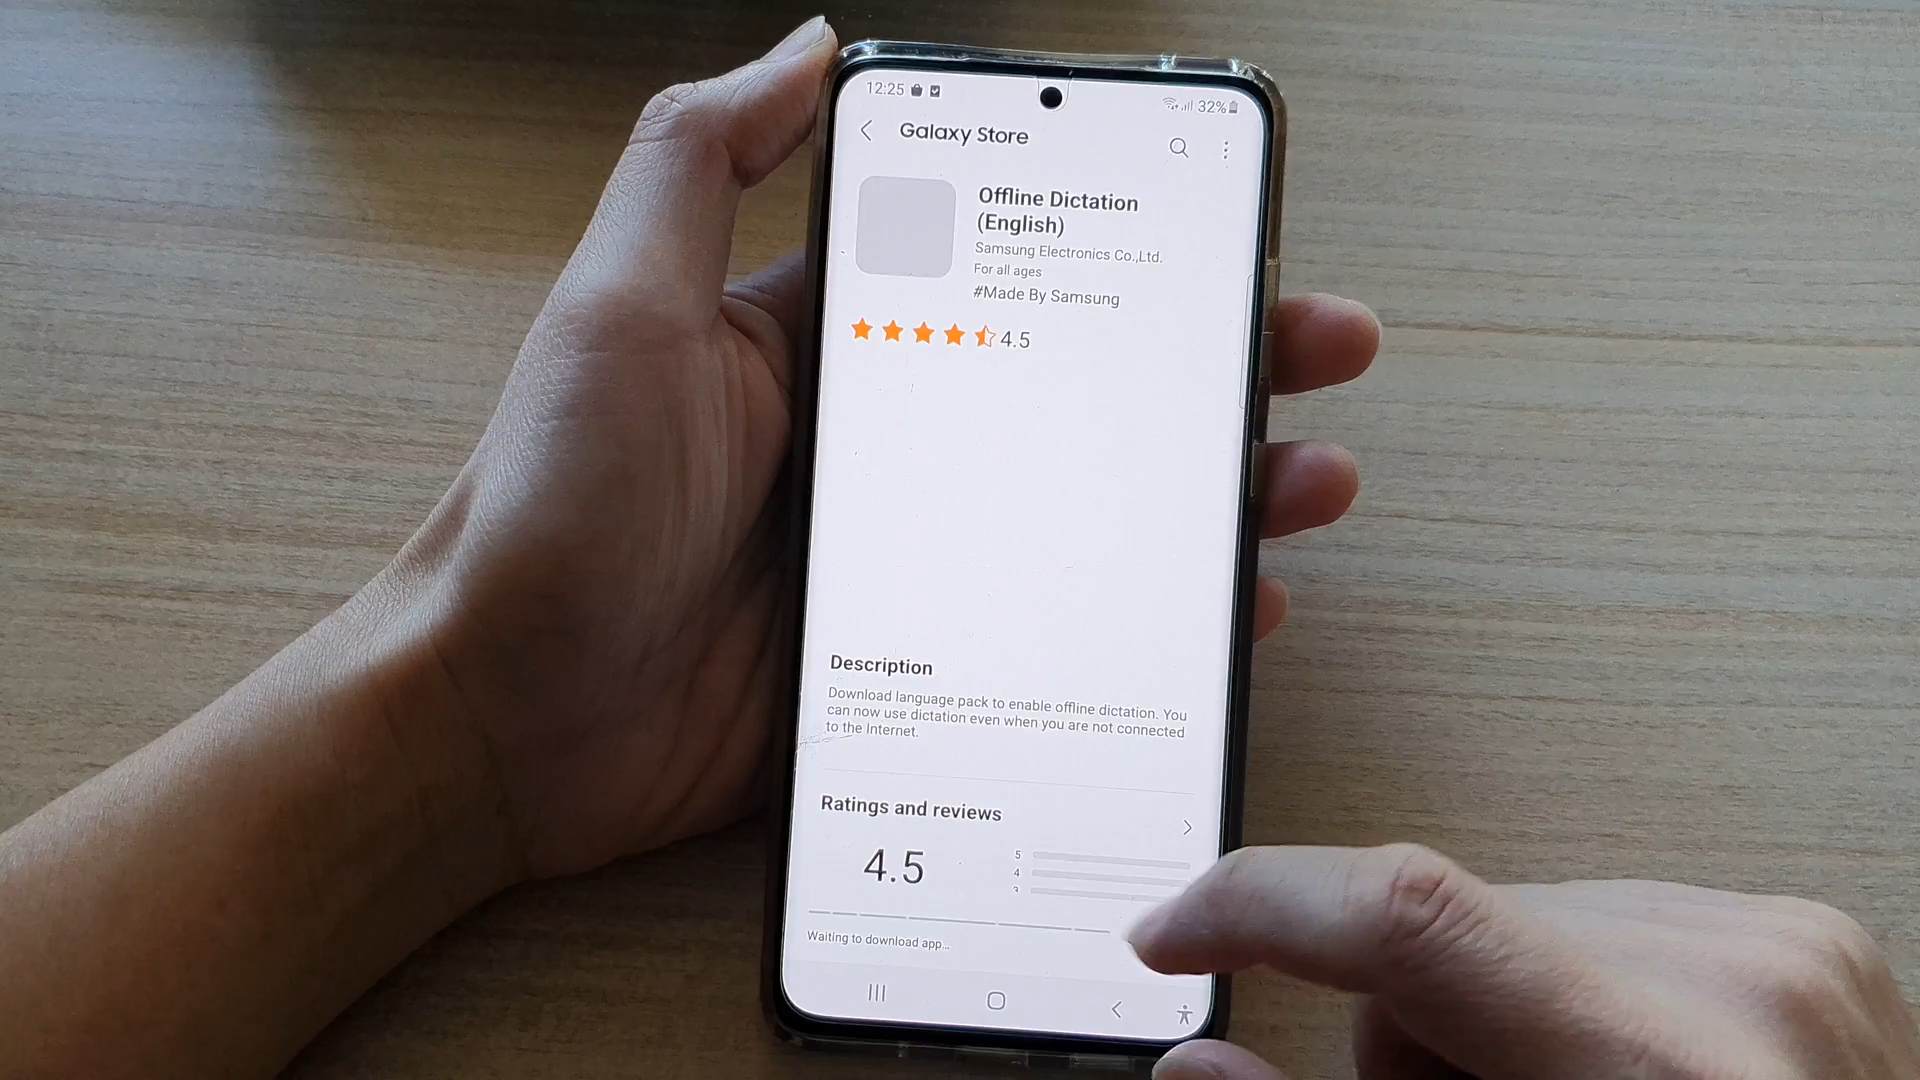 12:25
32%
Galaxy Store
Offline Dictation
(English)
Samsung Electronics Co.,Ltd.
For all ages
#Made By Samsung
4.5
Description
Download language pack to enable offline dictation. You
can now use dictation even when you are not connected
to the Internet.
Ratings and reviews
4.5
5
4
3
Waiting to download app...